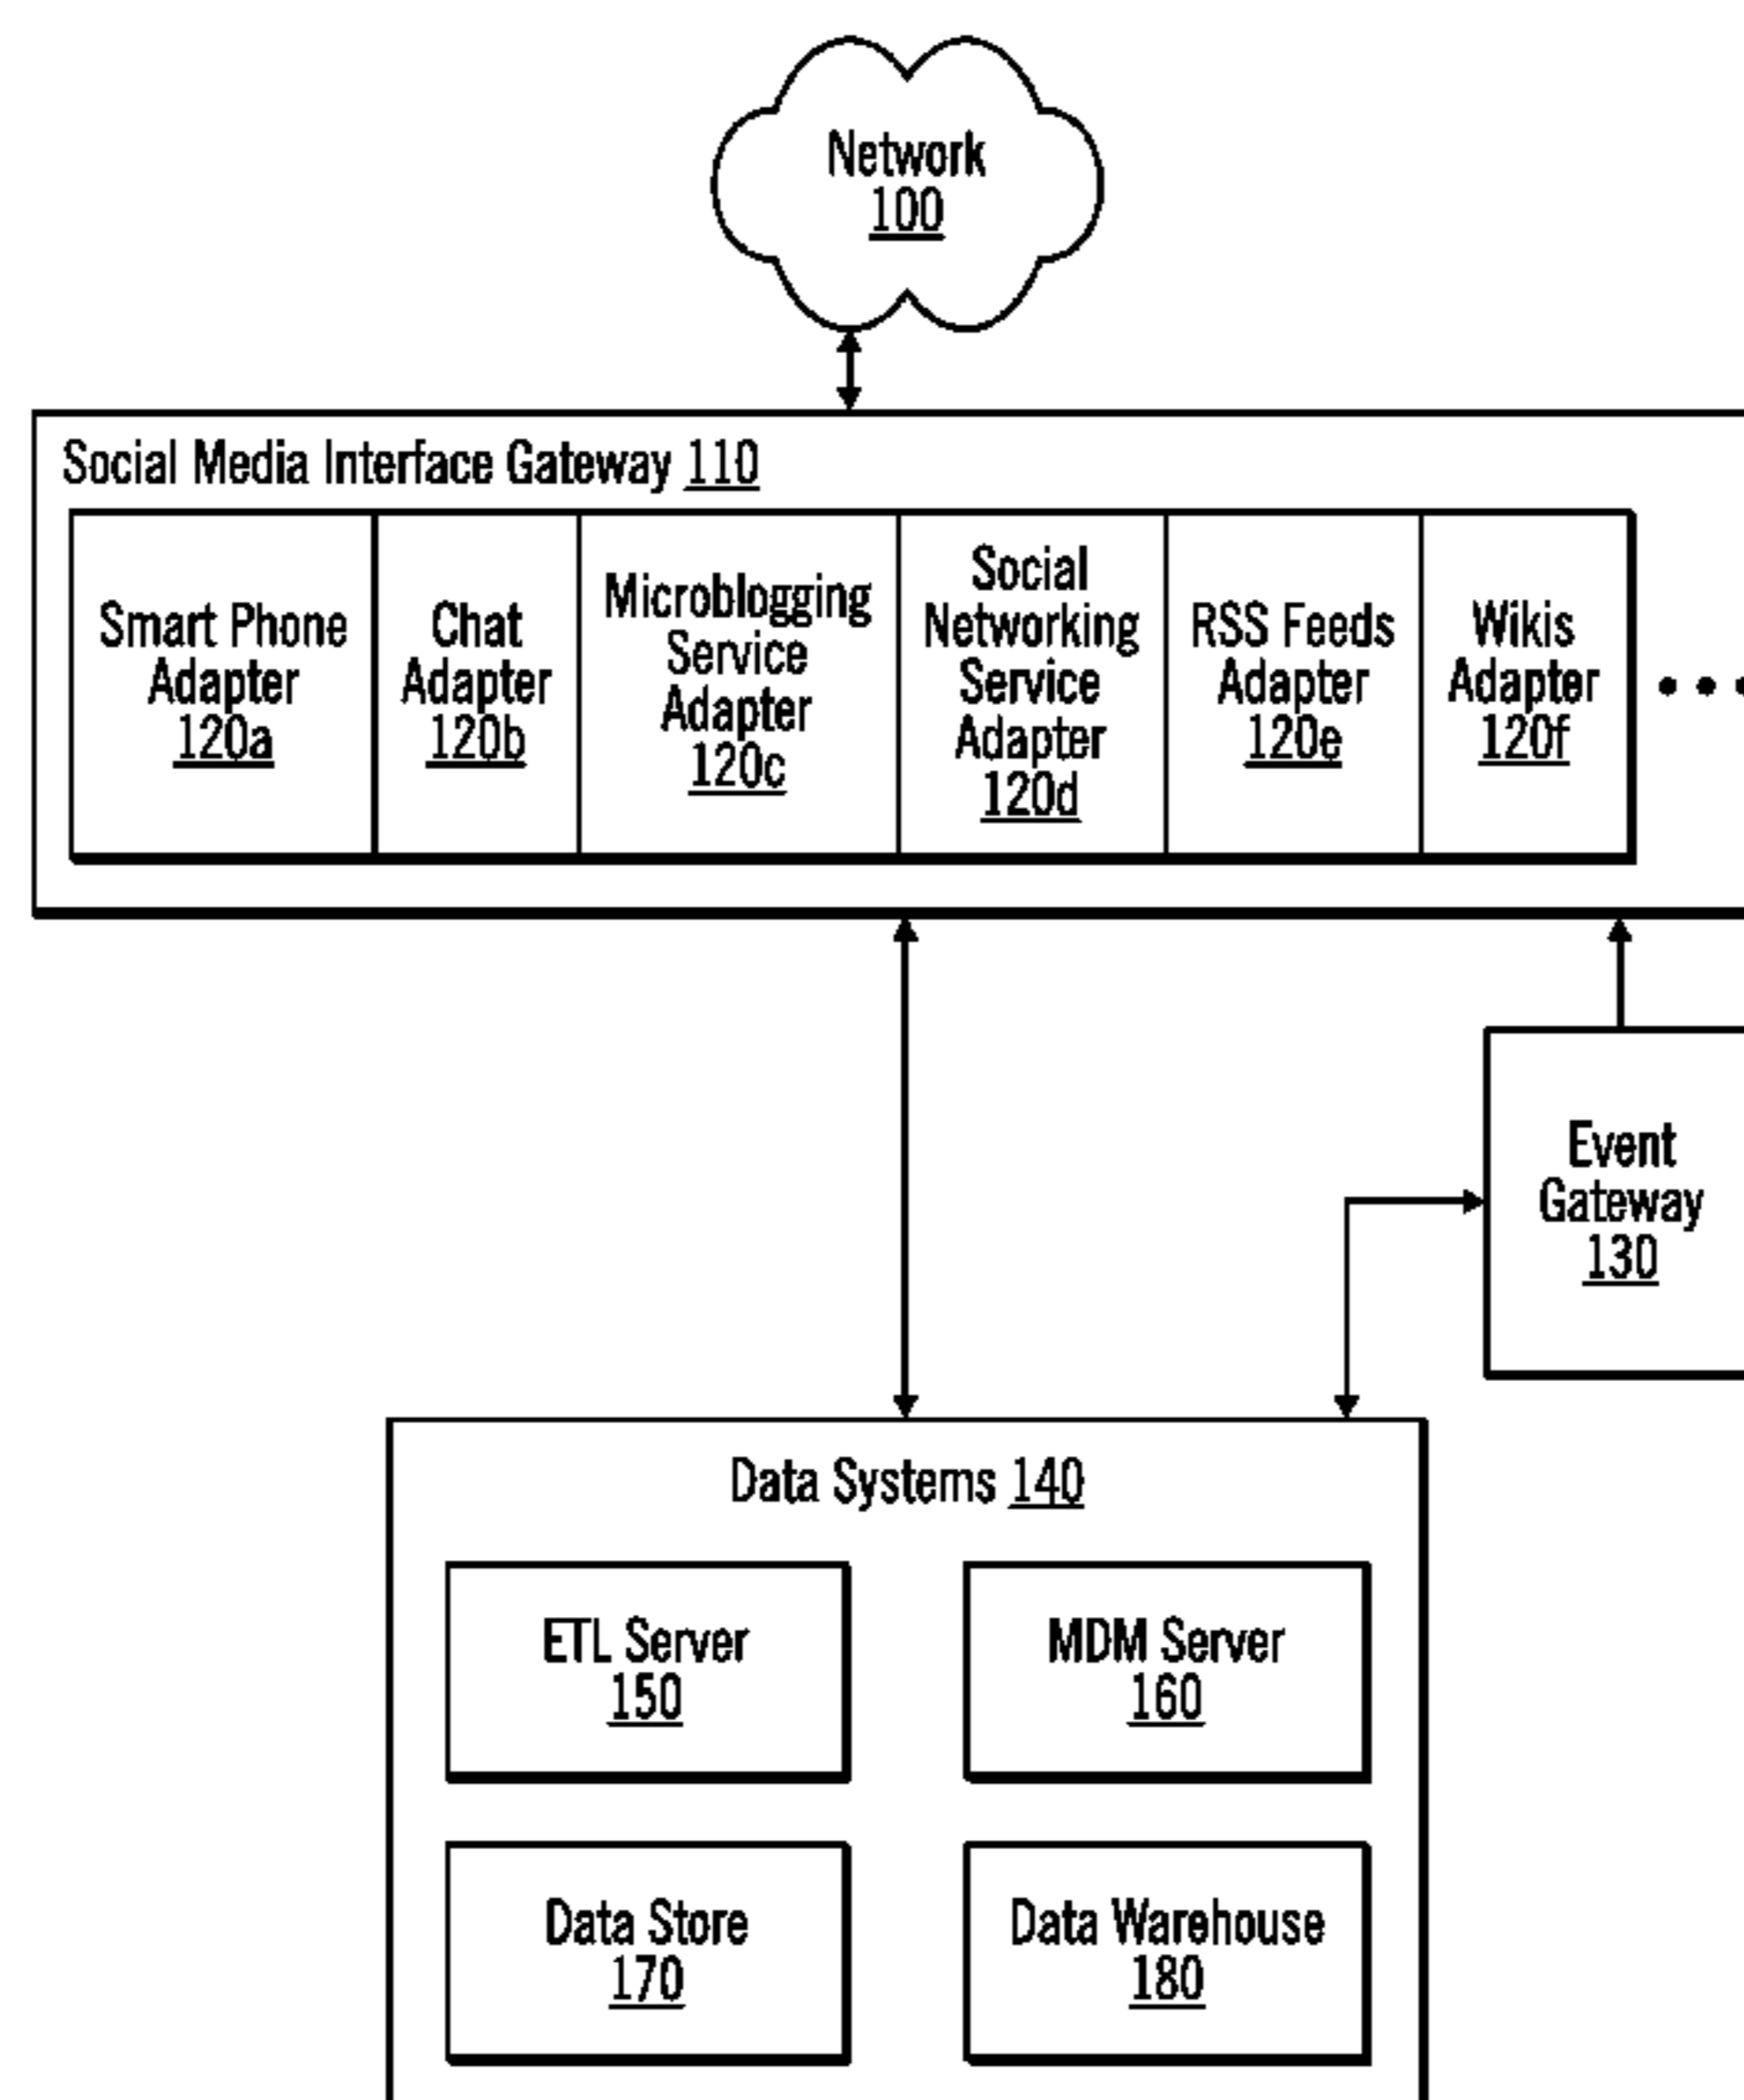 Network
100
Social Media Interface Gateway 110
Smart Phone
Adapter
120a
Chat
Adapter
120b
Microblogging
Service
Adapter
120c
Social
Networking
Service
Adapter
120d
RSS Feeds
Adapter
120e
Wikis
Adapter
120f
Event
Gateway
130
Data Systems 140
ETL Server
150
MDM Server
160
Data Store
170
Data Warehouse
180